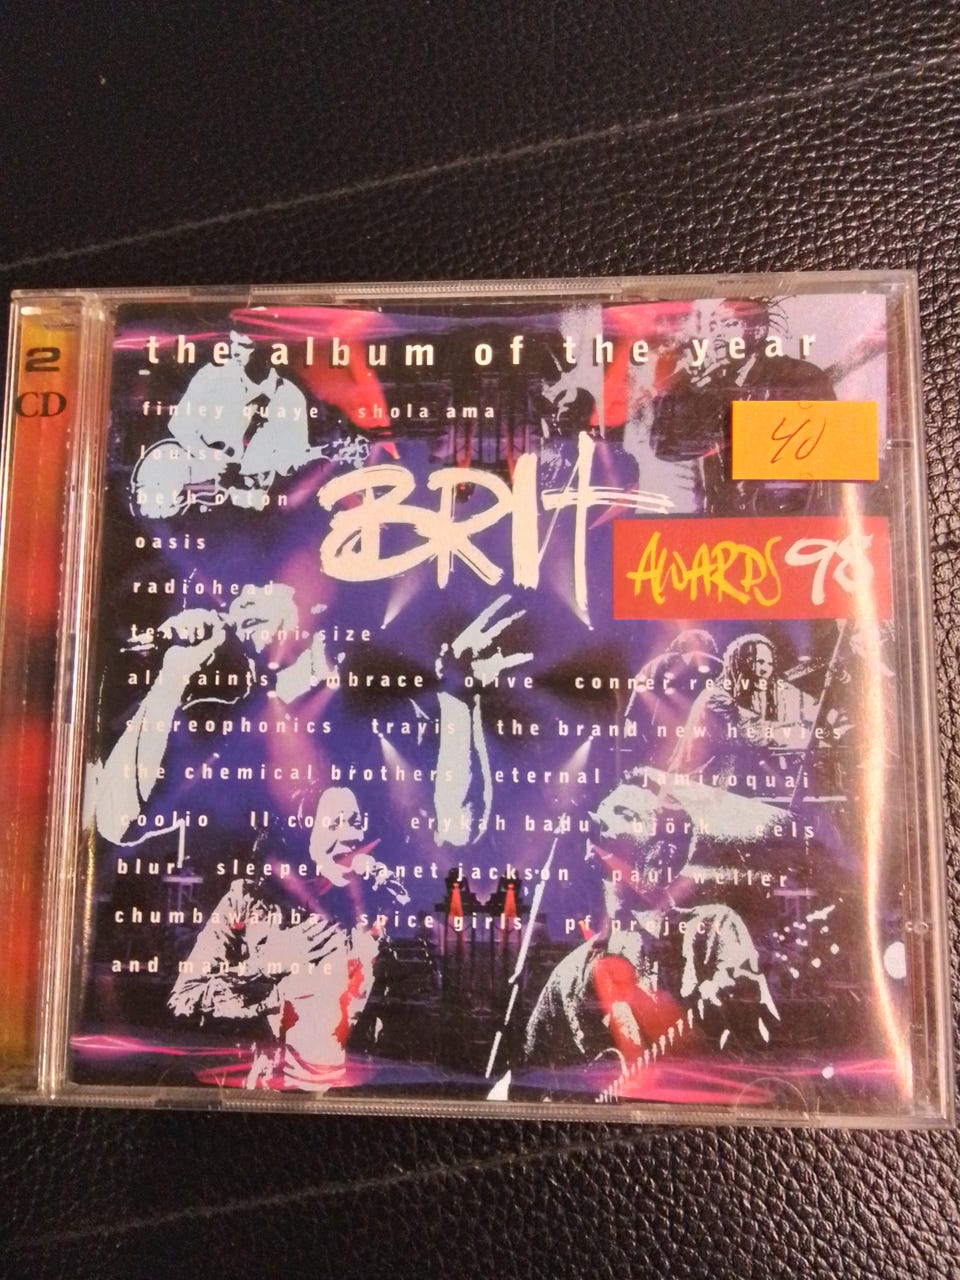 2
CD
the album of the year
finley quaye shola ama
louise
beth orton
oasis
radiohead
texas roni size
all saints embrace olive conner reeves
stereophonics travis the brand new heavies
the chemical brothers eternal jamiroquai
coolio ll cool j erykah badu björk eels
blur sleeper janet jackson paul weller
chumbawamba spice girls pf project
and many more
BRIT
AWARDS 98
40